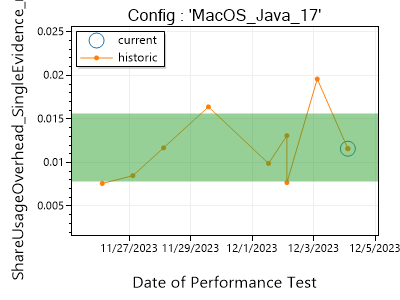 Config : 'MacOS_Java_17'
ShareUsageOverhead_SingleEvidence_
0.025
0.02
0.015
0.01
0.005
current
historic
11/27/2023
11/29/2023
12/1/2023
12/3/2023
12/5/2023
Date of Performance Test